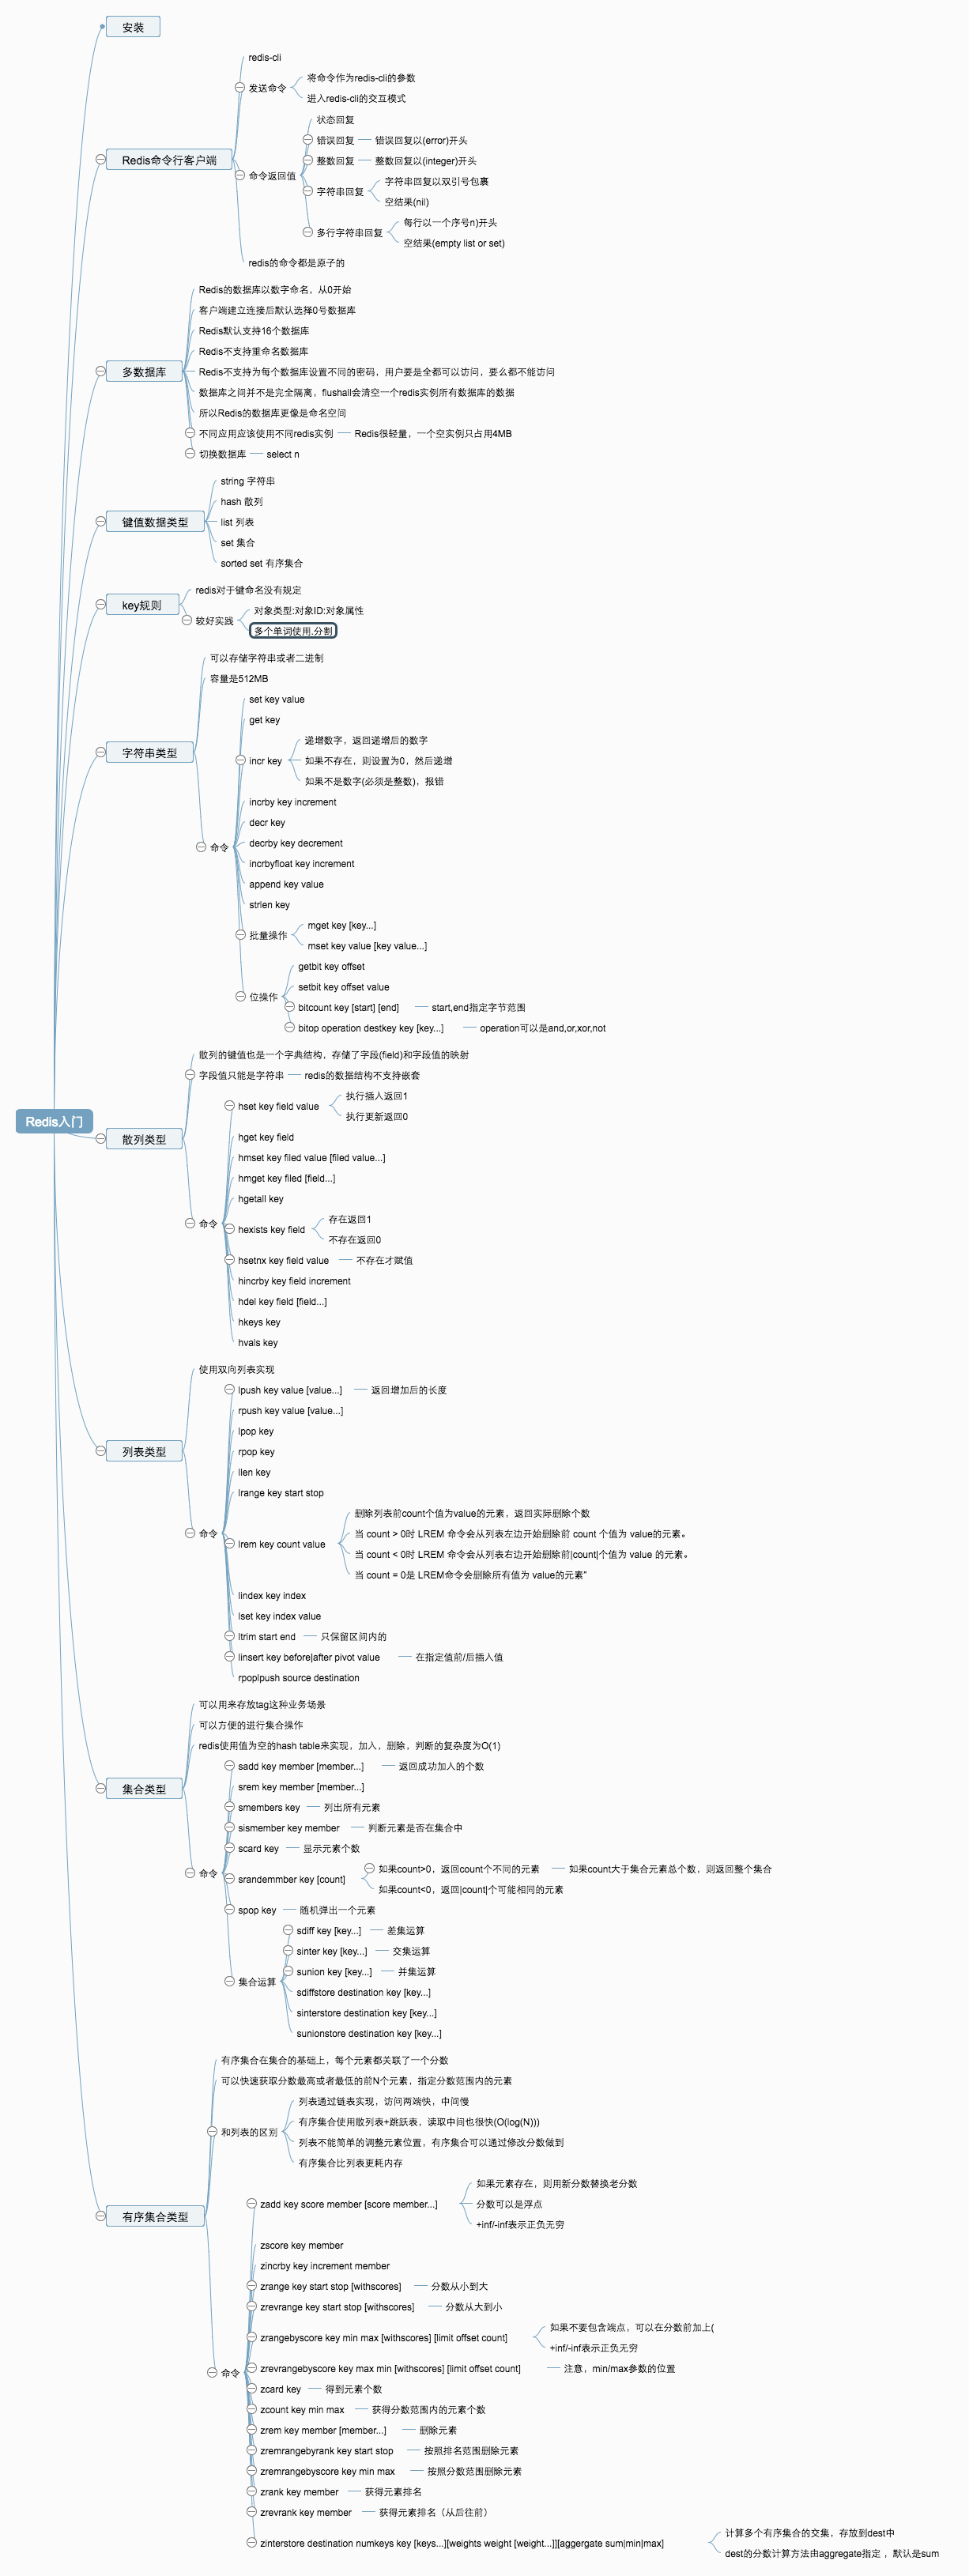 安装
redis-cli
将命令作为redis-cli的参数
发送命令
进入redis-cli的交互模式
状态回复
错误回复 错误回复以(error)开头
Redis命令行客户端
整数回复 整数回复以(integer)开头
命令返回值
字符串回复以双引号包裹
字符串回复
空结果(nil)
每行以一个序号n)开头
多行字符串回复
空结果(empty list or set)
redis的命令都是原子的
Redis的数据库以数字命名，从0开始
客户端建立连接后默认选择0号数据库
Redis默认支持16个数据库
Redis不支持重命名数据库
多数据库
Redis不支持为每个数据库设置不同的密码，用户要是全都可以访问，要么都不能访问
数据库之间并不是完全隔离，flushall会清空一个redis实例所有数据库的数据
所以Redis的数据库更像是命名空间
不同应用应该使用不同redis实例 Redis很轻量，一个空实例只占用4MB
切换数据库 select n
string 字符串
hash 散列
键值数据类型
list 列表
set 集合
sorted set 有序集合
redis对于键命名没有规定
key规则
对象类型:对象ID:对象属性
较好实践
多个单词使用.分割
可以存储字符串或者二进制
容量是512MB
set key value
get key
递增数字，返回递增后的数字
字符串类型
incr key
如果不存在，则设置为0，然后递增
如果不是数字(必须是整数)，报错
incrby key increment
decr key
命令
decrby key decrement
incrbyfloat key increment
append key value
strlen key
mget key [key...]
批量操作
mset key value [key value...]
getbit key offset
setbit key offset value
位操作
bitcount key [start] [end] start,end指定字节范围
bitop operation destkey key [key...] operation可以是and,or,xor,not
散列的键值也是一个字典结构，存储了字段(field)和字段值的映射
字段值只能是字符串 redis的数据结构不支持嵌套
执行插入返回1
hset key field value
执行更新返回0
Redis入门
散列类型
hget key field
hmset key filed value [filed value...]
hmget key filed [field...]
hgetall key
存在返回1
命令
hexists key field
不存在返回0
hsetnx key field value 不存在才赋值
hincrby key field increment
hdel key field [field...]
hkeys key
hvals key
使用双向列表实现
lpush key value [value...] 返回增加后的长度
rpush key value [value...]
lpop key
列表类型
rpop key
llen key
lrange key start stop
删除列表前count个值为value的元素，返回实际删除个数
命令
当 count > 0时 LREM 命令会从列表左边开始删除前 count 个值为 value的元素。
lrem key count value
当 count < 0时 LREM 命令会从列表右边开始删除前|count|个值为 value 的元素。
当 count = 0是 LREM命令会删除所有值为 value的元素”
lindex key index
lset key index value
ltrim start end 只保留区间内的
linsert key before|after pivot value 在指定值前/后插入值
rpoplpush source destination
可以用来存放tag这种业务场景
可以方便的进行集合操作
redis使用值为空的hash table来实现，加入，删除，判断的复杂度为O(1)
sadd key member [member...] 返回成功加入的个数
集合类型
srem key member [member...]
smembers key 列出所有元素
sismember key member 判断元素是否在集合中
scard key 显示元素个数
命令
如果count>0，返回count个不同的元素 如果count大于集合元素总个数，则返回整个集合
srandemmber key [count]
如果count<0，返回|count|个可能相同的元素
spop key 随机弹出一个元素
sdiff key [key...] 差集运算
sinter key [key...] 交集运算
sunion key [key...] 并集运算
集合运算
sdiffstore destination key [key...]
sinterstore destination key [key...]
sunionstore destination key [key...]
有序集合在集合的基础上，每个元素都关联了一个分数
可以快速获取分数最高或者最低的前N个元素，指定分数范围内的元素
列表通过链表实现，访问两端快，中间慢
有序集合使用散列表+跳跃表，读取中间也很快(O(log(N)))
和列表的区别
列表不能简单的调整元素位置，有序集合可以通过修改分数做到
有序集合比列表更耗内存
如果元素存在，则用新分数替换老分数
zadd key score member [score member...]
分数可以是浮点
有序集合类型
+inf/-inf表示正负无穷
zscore key member
zincrby key increment member
zrange key start stop [withscores] 分数从小到大
zrevrange key start stop [withscores] 分数从大到小
如果不要包含端点，可以在分数前加上(
zrangebyscore key min max [withscores] [limit offset count]
+inf/-inf表示正负无穷
命令
zrevrangebyscore key max min [withscores] [limit offset count] 注意，min/max参数的位置
zcard key 得到元素个数
zcount key min max 获得分数范围内的元素个数
zrem key member [member...] 删除元素
zremrangebyrank key start stop 按照排名范围删除元素
zremrangebyscore key min max 按照分数范围删除元素
zrank key member 获得元素排名
zrevrank key member 获得元素排名（从后往前）
计算多个有序集合的交集，存放到dest中
zinterstore destination numkeys key [keys...][weights weight [weight...]][aggergate sum|min|max]
dest的分数计算方法由aggregate指定 ，默认是sum